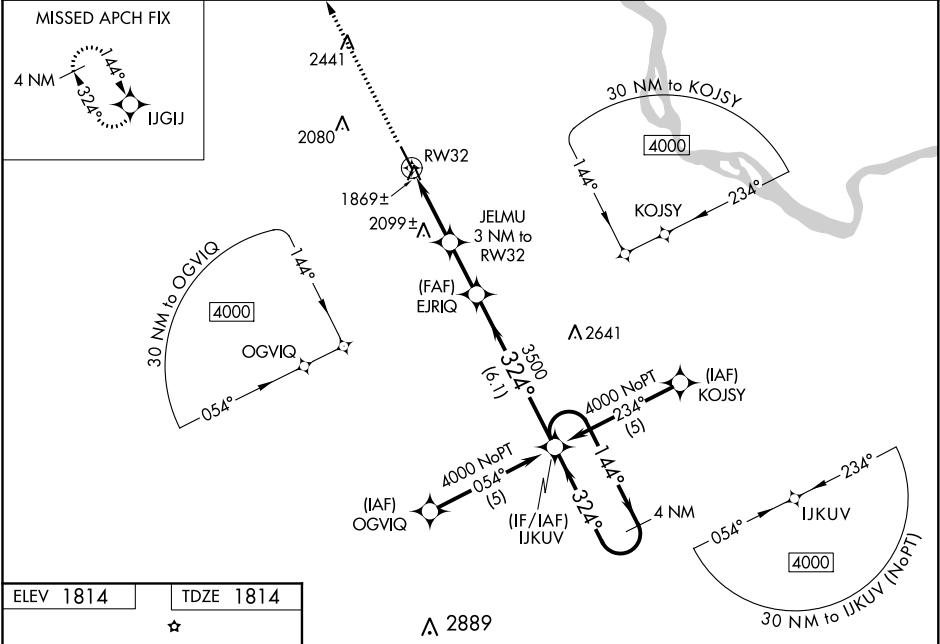 MISSED APCH FIX
4 NM
144°
324°
IJGIJ
2441
2080
RW32
1869±
2099±
JELMU
3 NM to
RW32
(FAF)
EJRIQ
30 NM to KOJSY
4000
144°
234°
KOJSY
30 NM to OGVIQ
4000
144°
OGVIQ
054°
2641
3500
324°
(6.1)
4000 NoPT
234°
(5)
(IAF)
KOJSY
4000 NoPT
054°
(5)
(IAF)
OGVIQ
(IF/IAF)
IJKUV
144°
324°
4 NM
234°
054°
IJKUV
4000
30 NM to IJKUV (NoPT)
ELEV 1814
TDZE 1814
2889